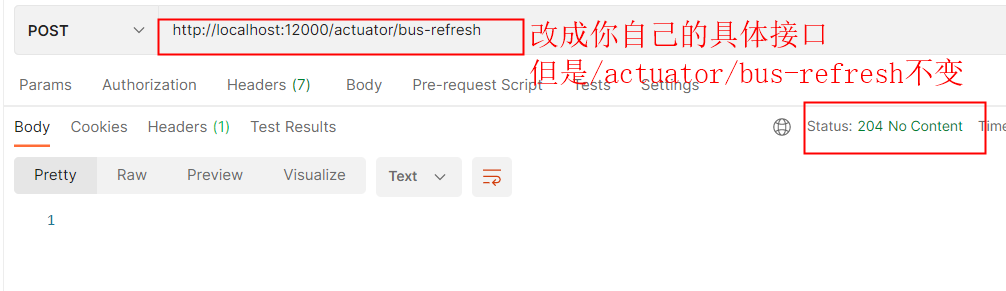 POST http://localhost:12000/actuator/bus-refresh
改成你自己的具体接口
但是/actuator/bus-refresh不变
Params Authorization Headers (7) Body Pre-request Script Tests Settings
Body Cookies Headers (1) Test Results Status: 204 No Content Time
Pretty Raw Preview Visualize Text
1